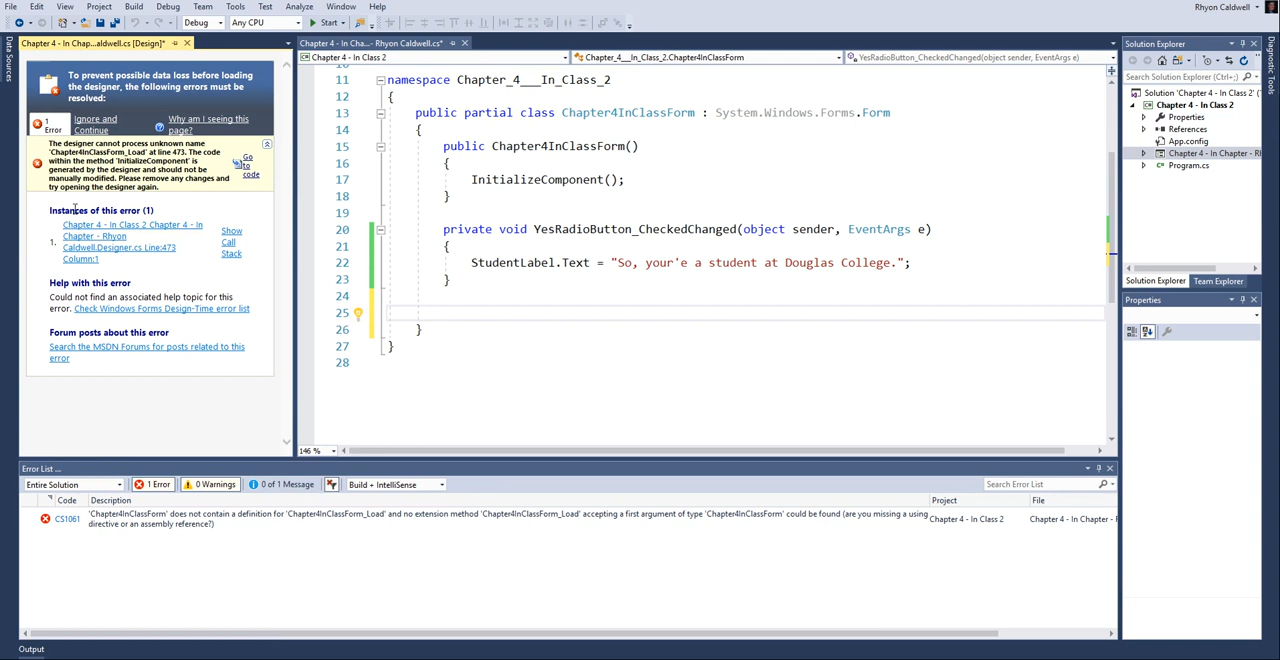 File Edit View Project Build Debug Team Tools Test Analyze Window Help Rhyon Caldwell
Debug Any CPU Start
Data Sources
Chapter 4 - In Chap...aldwell.cs [Design]*
To prevent possible data loss before loading
the designer, the following errors must be
resolved:
1 Error
Ignore and Continue
Why am I seeing this page?
The designer cannot process unknown name
'Chapter4InClassForm_Load' at line 473. The code
within the method 'InitializeComponent' is
generated by the designer and should not be
manually modified. Please remove any changes and
try opening the designer again.
Go to code
Instances of this error (1)
1. Chapter 4 - In Class 2 Chapter 4 - In
Chapter - Rhyon
Caldwell.Designer.cs Line:473
Column:1
Show Call Stack
Help with this error
Could not find an associated help topic for this
error. Check Windows Forms Design-Time error list
Forum posts about this error
Search the MSDN Forums for posts related to this
error
Chapter 4 - In Cha... - Rhyon Caldwell.cs*
Chapter 4 - In Class 2 Chapter_4___In_Class_2.Chapter4InClassForm YesRadioButton_CheckedChanged(object sender, EventArgs e)
10
11 namespace Chapter_4___In_Class_2
12 {
13 public partial class Chapter4InClassForm : System.Windows.Forms.Form
14 {
15 public Chapter4InClassForm()
16 {
17 InitializeComponent();
18 }
19
20 private void YesRadioButton_CheckedChanged(object sender, EventArgs e)
21 {
22 StudentLabel.Text = "So, your'e a student at Douglas College.";
23 }
24
25
26 }
27 }
28
146 %
Solution Explorer
Search Solution Explorer (Ctrl+;)
Solution 'Chapter 4 - In Class 2' (
Chapter 4 - In Class 2
Properties
References
App.config
Chapter 4 - In Chapter - Rh
Program.cs
Solution Explorer Team Explorer
Properties
Diagnostic Tools
Error List ...
Entire Solution 1 Error 0 Warnings 0 of 1 Message Build + IntelliSense Search Error List
Code Description Project File
CS1061 'Chapter4InClassForm' does not contain a definition for 'Chapter4InClassForm_Load' and no extension method 'Chapter4InClassForm_Load' accepting a first argument of type 'Chapter4InClassForm' could be found (are you missing a using
directive or an assembly reference?) Chapter 4 - In Class 2 Chapter 4 - In Chapter - F
Output